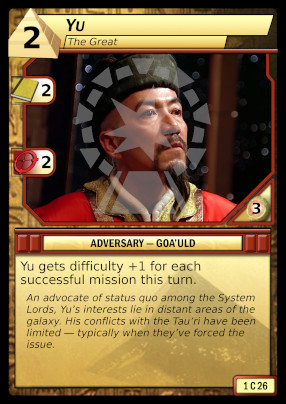 2
Yu
The Great
2
2
3
ADVERSARY – GOA'ULD
Yu gets difficulty +1 for each
successful mission this turn.
An advocate of status quo among the System
Lords, Yu's interests lie in distant areas of the
galaxy. His conflicts with the Tau'ri have been
limited — typically when they've forced the
issue.
1 C 26